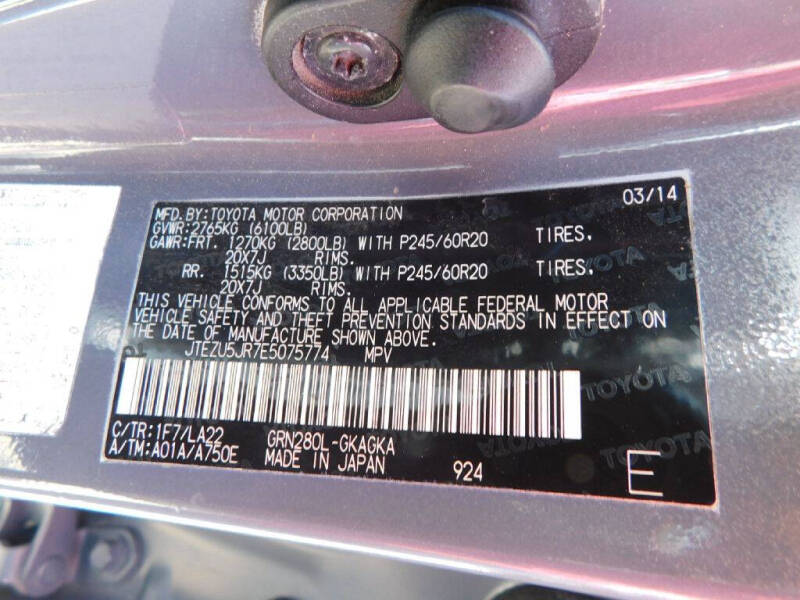 MFD.BY:TOYOTA MOTOR CORPORATION 03/14
GVWR:2765KG (6100LB)
GAWR:FRT. 1270KG (2800LB) WITH P245/60R20 TIRES,
20X7J RIMS.
RR. 1515KG (3350LB) WITH P245/60R20 TIRES,
20X7J RIMS.
THIS VEHICLE CONFORMS TO ALL APPLICABLE FEDERAL MOTOR
VEHICLE SAFETY AND THEFT PREVENTION STANDARDS IN EFFECT ON
THE DATE OF MANUFACTURE SHOWN ABOVE.
JTEZU5JR7E5075774 MPV
TOYOTA TOYOTA
C/TR:1F7/LA22 GRN280L-GKAGKA
A/TM:A01A/A750E MADE IN JAPAN 924 E